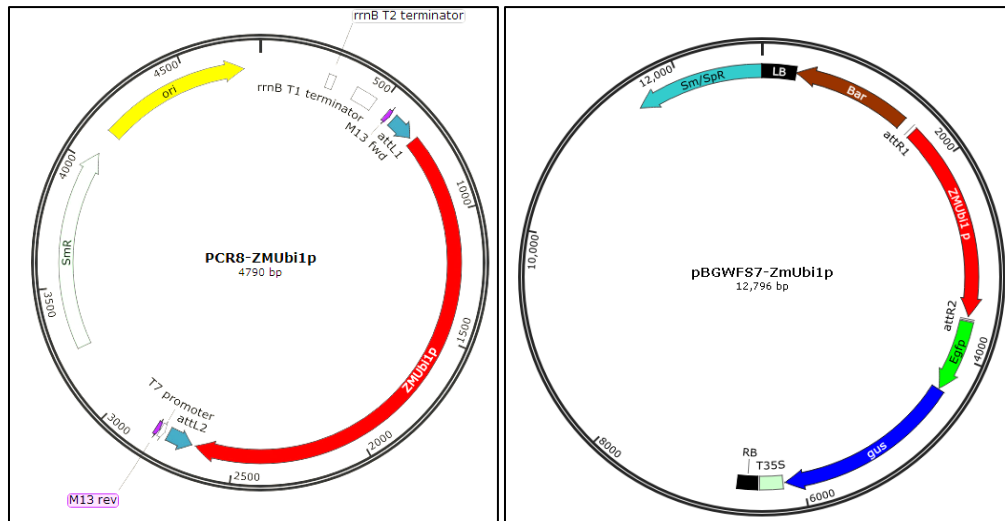 rrnB T2 terminator
4500
500
ori
rrnB T1 terminator
M13 fwd
attL1
4000
1000
SmR
PCR8-ZMUbi1p
4790 bp
3500
1500
ZMUbi1p
T7 promoter
attL2
3000
2000
2500
M13 rev
12,000
Sm/SpR
LB
Bar
attR1
2000
ZMUbi1 p
10,000
pBGWFS7-ZmUbi1p
12,796 bp
attR2
Egfp
4000
8000
gus
RB
T35S
6000